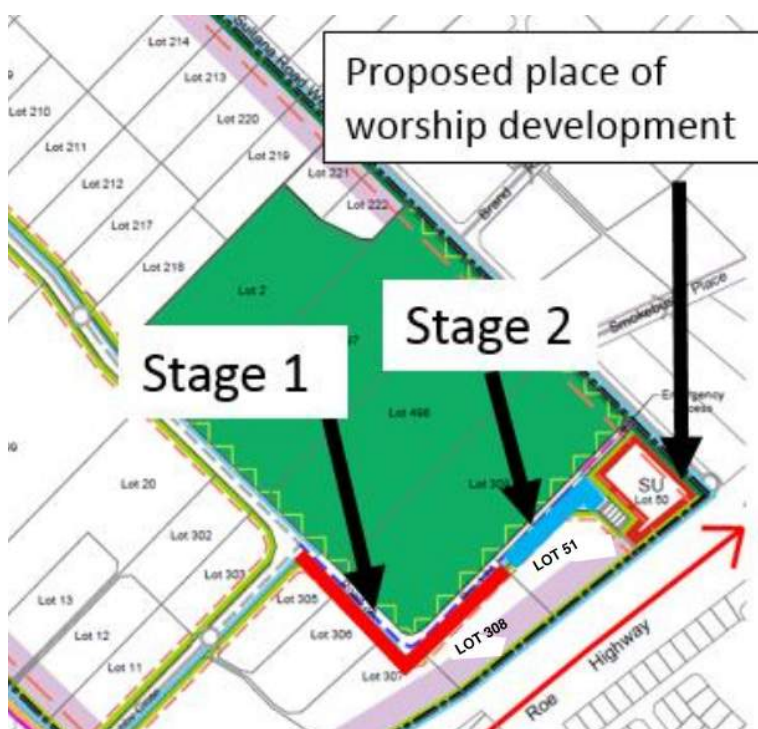 Proposed place of
worship development
Lot 214
Lot 213
Lot 210
Lot 220
Lot 211
Lot 219
Lot 212
Lot 221
Lot 222
Lot 217
Lot 218
Brand
Lot 2
Smokebush Place
Stage 2
Stage 1
Lot 498
Emergency
Access
SU
Lot 50
Lot 20
LOT 51
Lot 302
Lot 303
Lot 305
Lot 13
Lot 306
LOT 308
Lot 12
Lot 11
Lot 307
Roe Highway